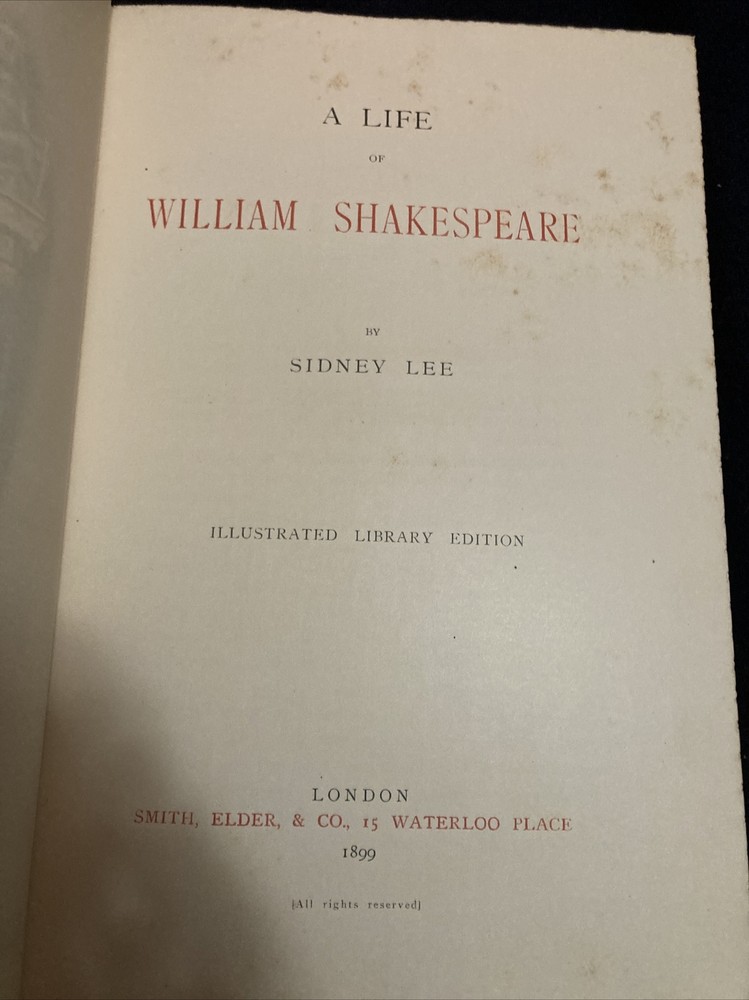 A LIFE
OF
WILLIAM SHAKESPEARE
BY
SIDNEY LEE
ILLUSTRATED LIBRARY EDITION
LONDON
SMITH, ELDER, & CO., 15 WATERLOO PLACE
1899
[All rights reserved]